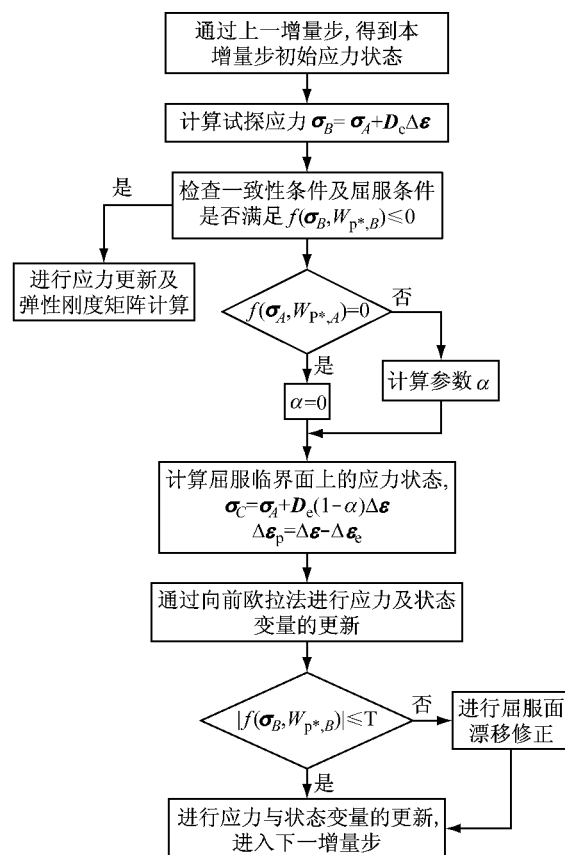 通过上一增量步,得到本
增量步初始应力状态
计算试探应力 σ_B= σ_A+D_cΔε
是
检查一致性条件及屈服条件
是否满足 f(σ_B,W_{p*,B})≤0
进行应力更新及
弹性刚度矩阵计算
f(σ_A,W_{P*,A})=0
否
是
计算参数 α
α=0
计算屈服临界面上的应力状态,
σ_C=σ_A+D_e(1-α)Δε
Δε_p=Δε-Δε_e
通过向前欧拉法进行应力及状态
变量的更新
|f(σ_B,W_{p*,B})|≤T
否
进行屈服面
漂移修正
是
进行应力与状态变量的更新,
进入下一增量步